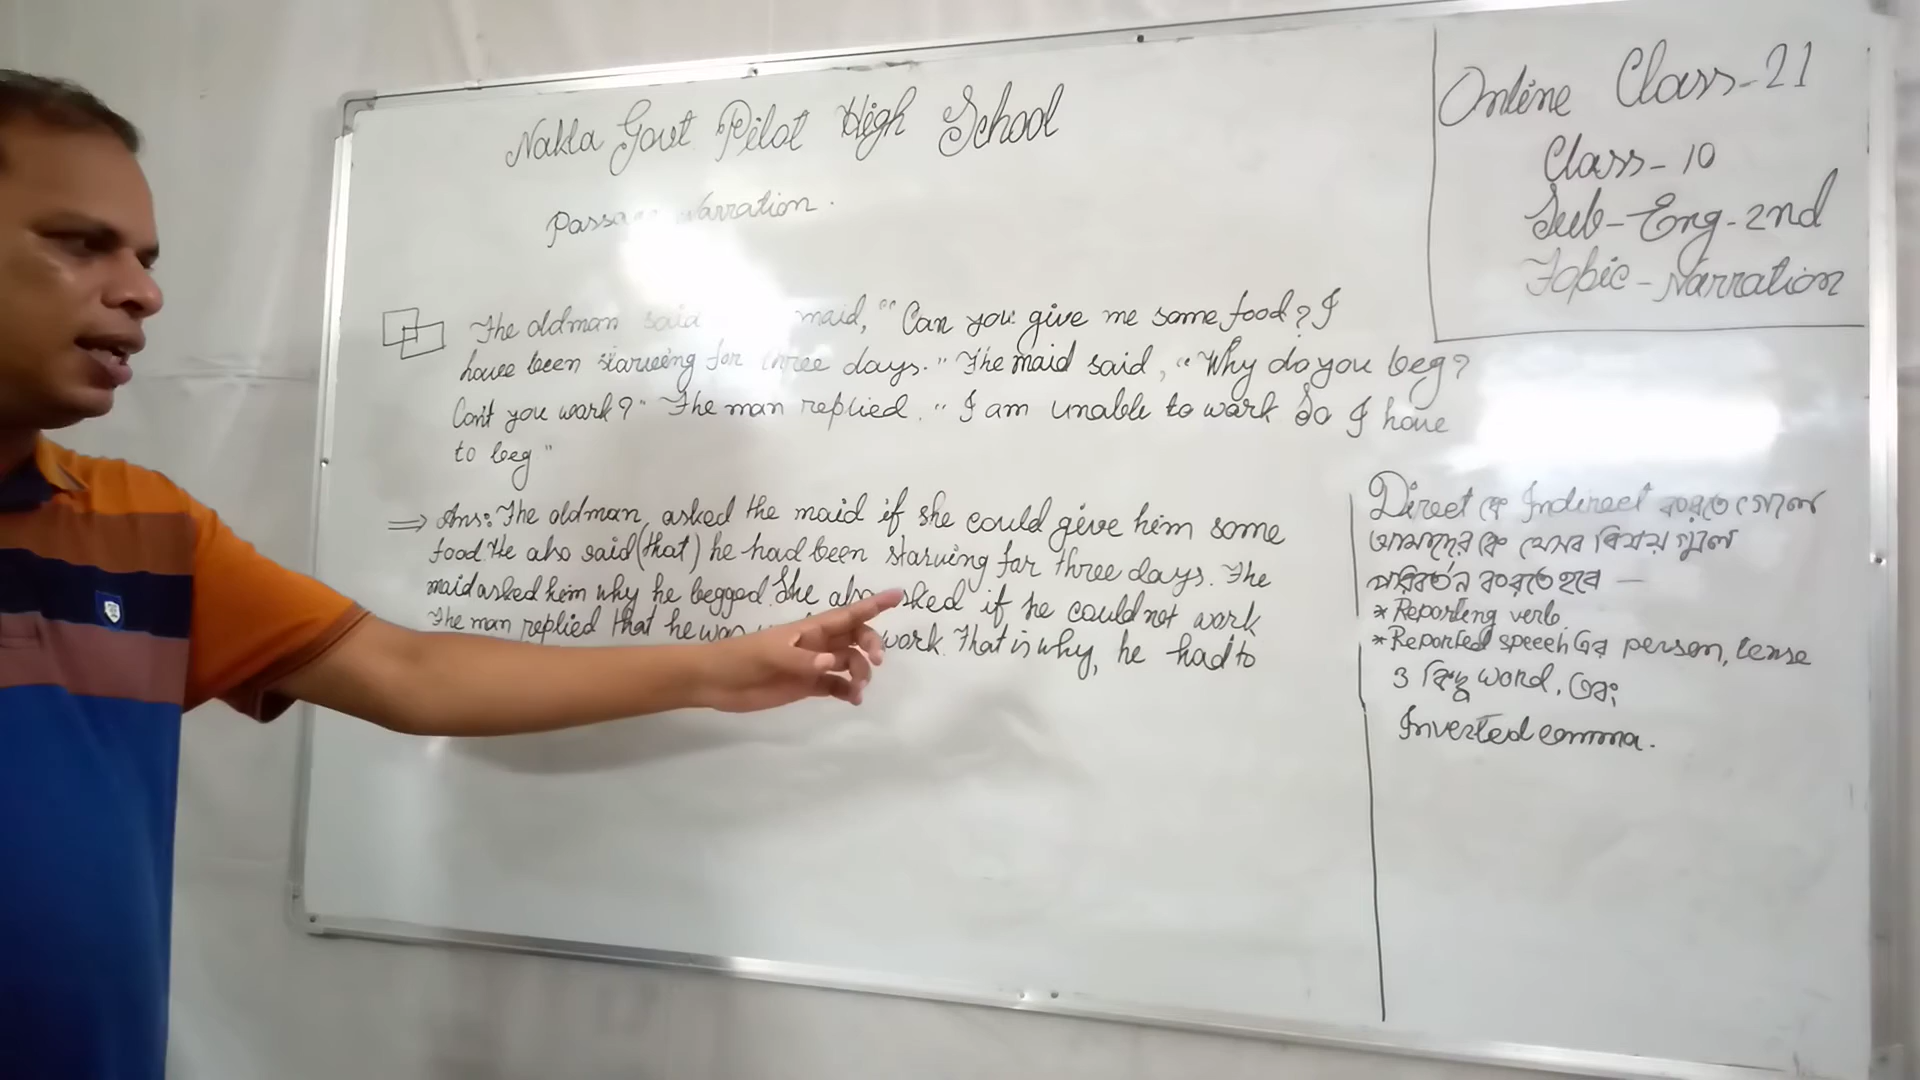 Nakla Govt Pilot High School
Passa Narration.
The oldman said maid, "Can you give me some food? I
have been starving for three days." The maid said, "Why do you beg?
Can't you work?" The man replied. "I am unable to work So I have
to beg"
⇒ Ans: The oldman, asked the maid if she could give him some
food. He also said (that) he had been starving for three days. The
maid asked him why he begged. She also asked if he could not work
The man replied that he was work. That is why, he had to
Online Class-21
Class-10
Sub-Eng-2nd
Topic-Narration
Direct কে Indirect করতে গেলে
আমাদের কে যেসব বিষয় গুলো
পরিবর্তন করতে হবে —
* Reporting verb.
* Reported speech এর person, tense
ও কিছু word, এবং
Inverted comma.